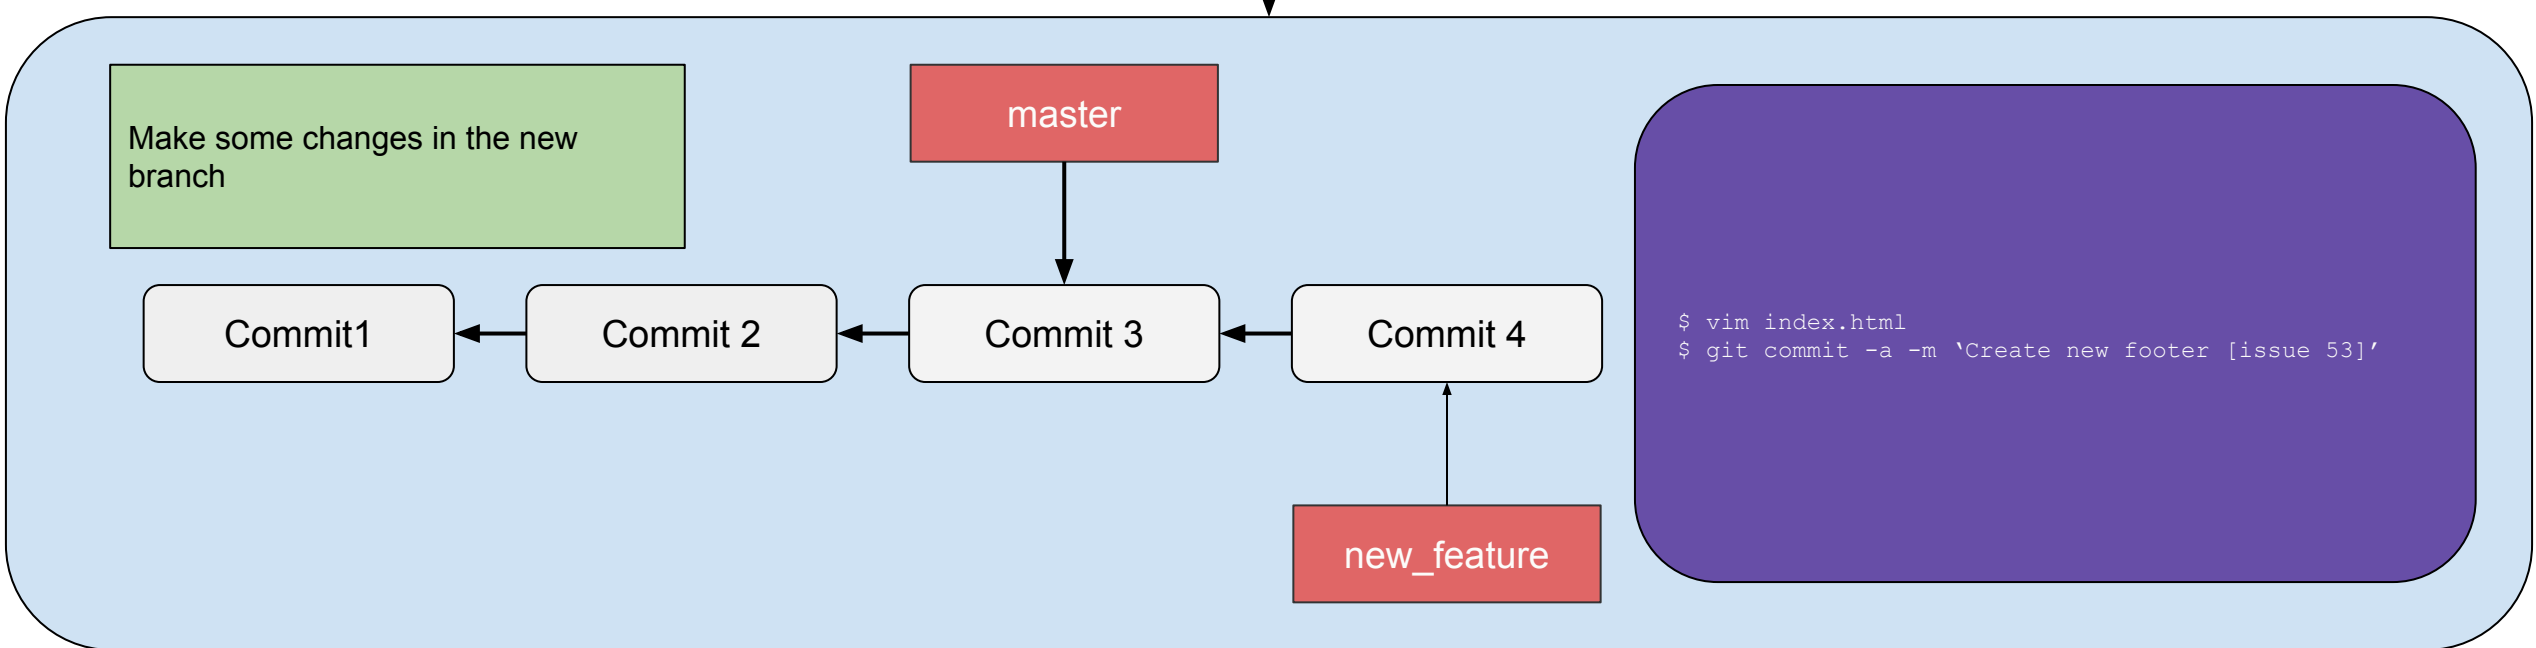 Make some changes in the new
branch
master
Commit1
Commit 2
Commit 3
Commit 4
new_feature
$ vim index.html
$ git commit -a -m ‘Create new footer [issue 53]’